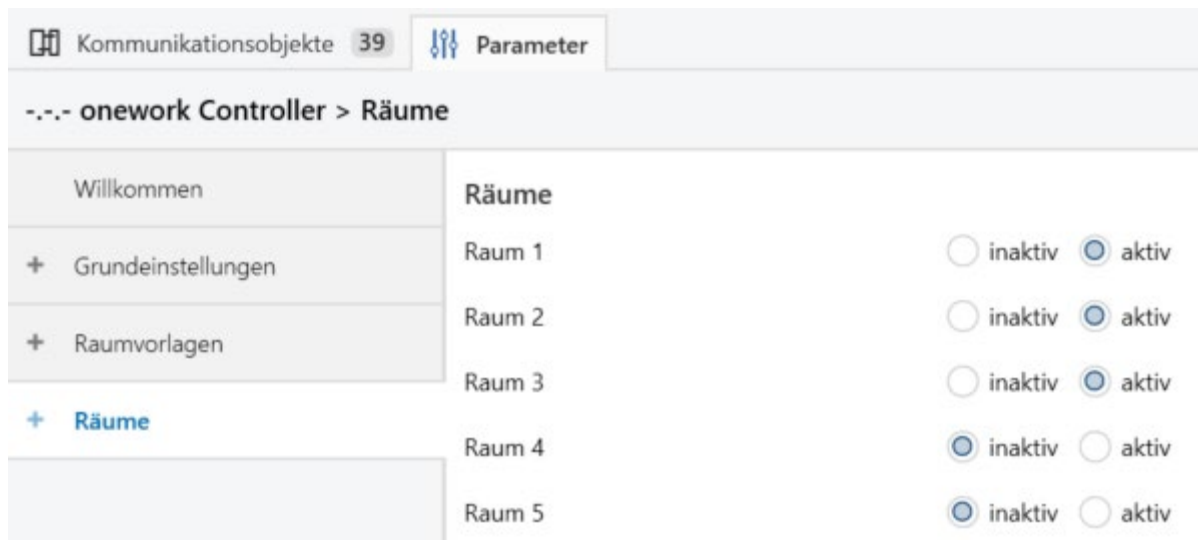 Kommunikationsobjekte 39 Parameter
-.-.- onework Controller > Räume
Willkommen
+ Grundeinstellungen
+ Raumvorlagen
+ Räume
Räume
Raum 1 inaktiv aktiv
Raum 2 inaktiv aktiv
Raum 3 inaktiv aktiv
Raum 4 inaktiv aktiv
Raum 5 inaktiv aktiv